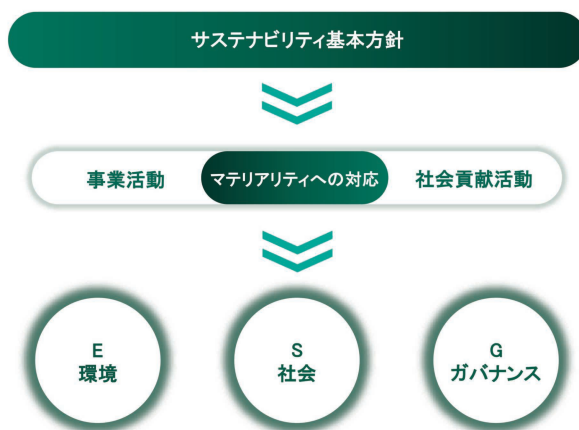 サステナビリティ基本方針
事業活動
マテリアリティへの対応
社会貢献活動
E
環境
S
社会
G
ガバナンス